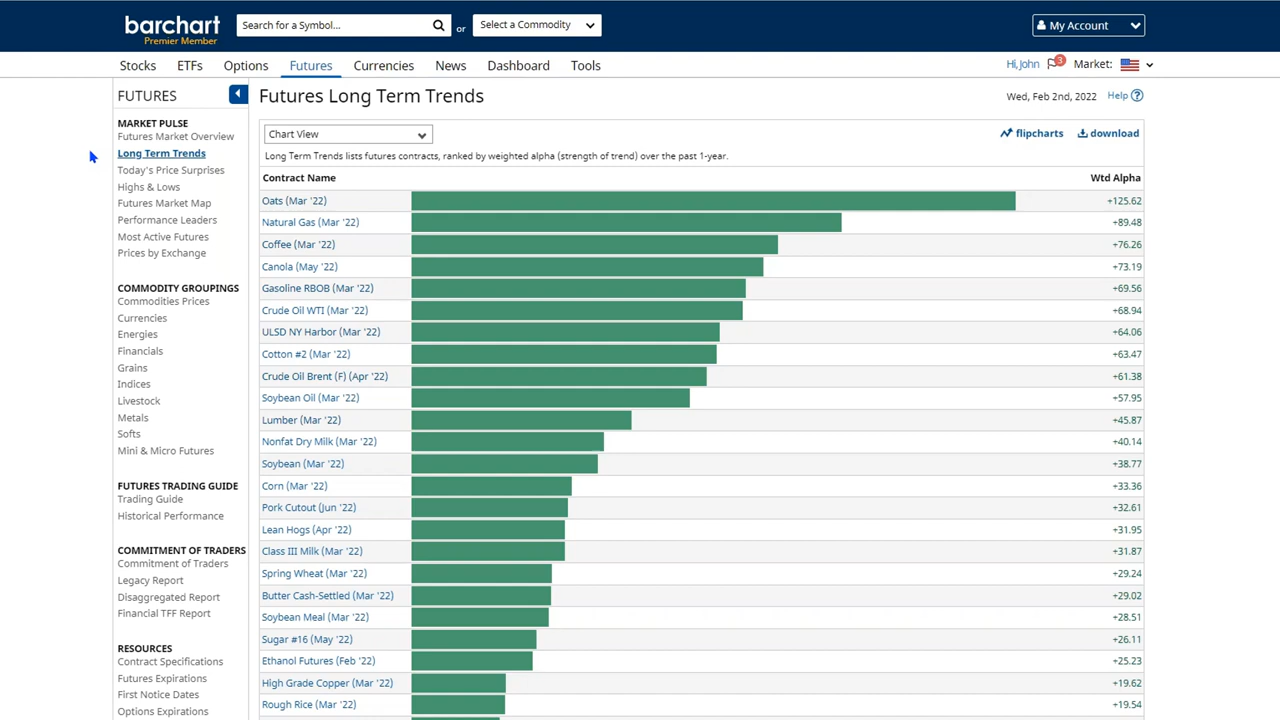 barchart
Premier Member
Search for a Symbol...
or
Select a Commodity
My Account
Stocks ETFs Options Futures Currencies News Dashboard Tools
Hi, John 3 Market:
FUTURES
MARKET PULSE
Futures Market Overview
Long Term Trends
Today's Price Surprises
Highs & Lows
Futures Market Map
Performance Leaders
Most Active Futures
Prices by Exchange
COMMODITY GROUPINGS
Commodities Prices
Currencies
Energies
Financials
Grains
Indices
Livestock
Metals
Softs
Mini & Micro Futures
FUTURES TRADING GUIDE
Trading Guide
Historical Performance
COMMITMENT OF TRADERS
Commitment of Traders
Legacy Report
Disaggregated Report
Financial TFF Report
RESOURCES
Contract Specifications
Futures Expirations
First Notice Dates
Options Expirations
Futures Long Term Trends
Wed, Feb 2nd, 2022 Help ?
Chart View
flipcharts download
Long Term Trends lists futures contracts, ranked by weighted alpha (strength of trend) over the past 1-year.
Contract Name Wtd Alpha
Oats (Mar '22) +125.62
Natural Gas (Mar '22) +89.48
Coffee (Mar '22) +76.26
Canola (May '22) +73.19
Gasoline RBOB (Mar '22) +69.56
Crude Oil WTI (Mar '22) +68.94
ULSD NY Harbor (Mar '22) +64.06
Cotton #2 (Mar '22) +63.47
Crude Oil Brent (F) (Apr '22) +61.38
Soybean Oil (Mar '22) +57.95
Lumber (Mar '22) +45.87
Nonfat Dry Milk (Mar '22) +40.14
Soybean (Mar '22) +38.77
Corn (Mar '22) +33.36
Pork Cutout (Jun '22) +32.61
Lean Hogs (Apr '22) +31.95
Class III Milk (Mar '22) +31.87
Spring Wheat (Mar '22) +29.24
Butter Cash-Settled (Mar '22) +29.02
Soybean Meal (Mar '22) +28.51
Sugar #16 (May '22) +26.11
Ethanol Futures (Feb '22) +25.23
High Grade Copper (Mar '22) +19.62
Rough Rice (Mar '22) +19.54